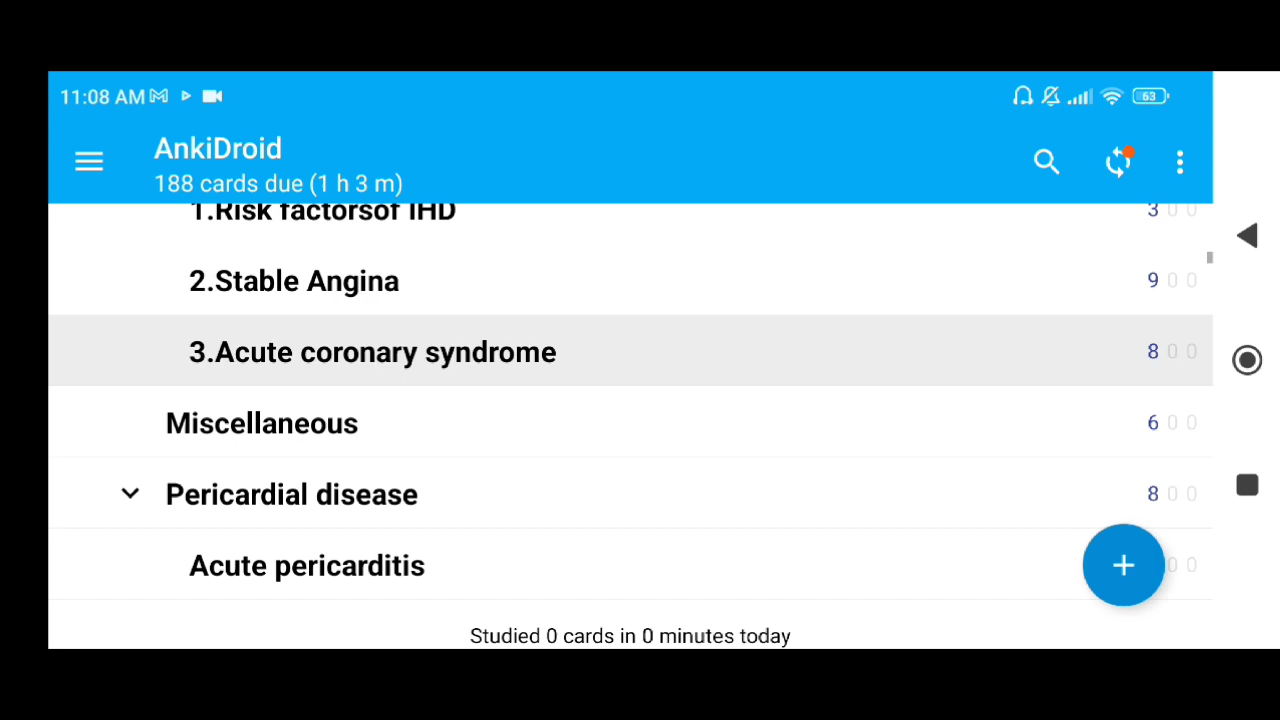 11:08 AM 63
AnkiDroid
188 cards due (1 h 3 m)
1.Risk factorsof IHD 3 0 0
2.Stable Angina 9 0 0
3.Acute coronary syndrome 8 0 0
Miscellaneous 6 0 0
Pericardial disease 8 0 0
Acute pericarditis 0 0
Studied 0 cards in 0 minutes today